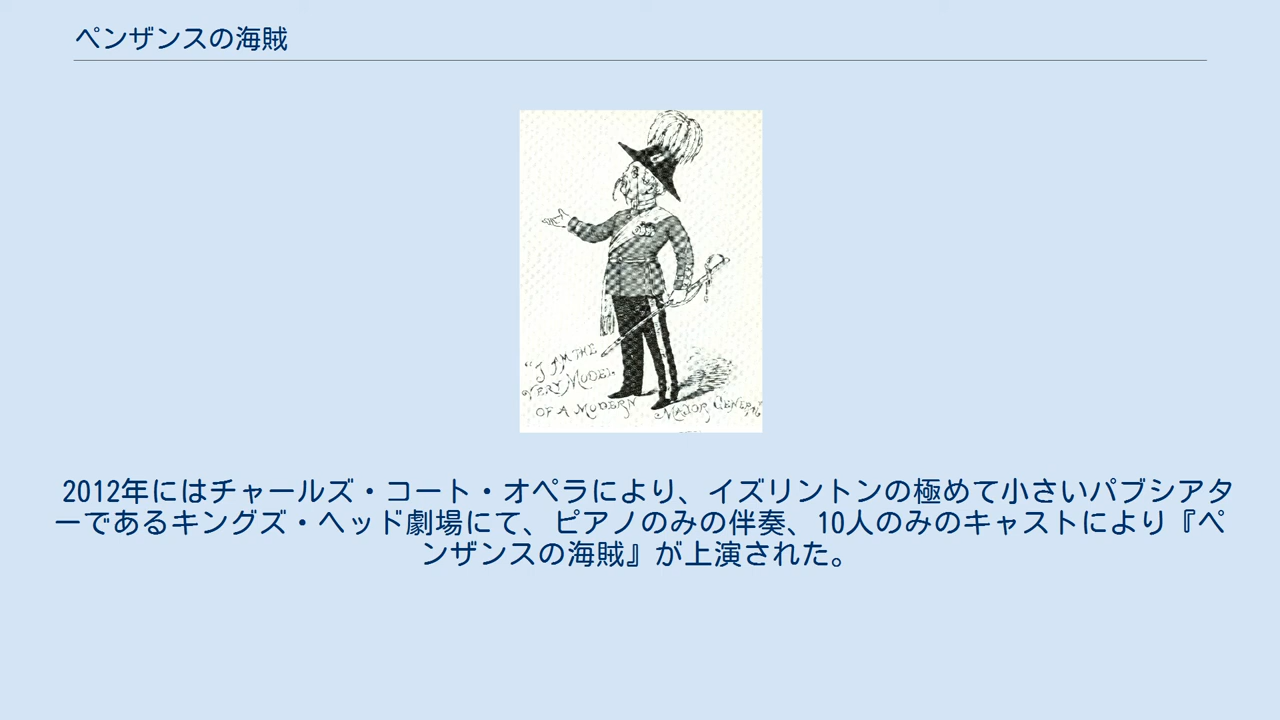 ペンザンスの海賊
"I I'M THE
VERY MODEL
OF A MODERN MAJOR GENERAL"
2012年にはチャールズ・コート・オペラにより、イズリントンの極めて小さいパブシアタ
ーであるキングズ・ヘッド劇場にて、ピアノのみの伴奏、10人のみのキャストにより『ペ
ンザンスの海賊』が上演された。